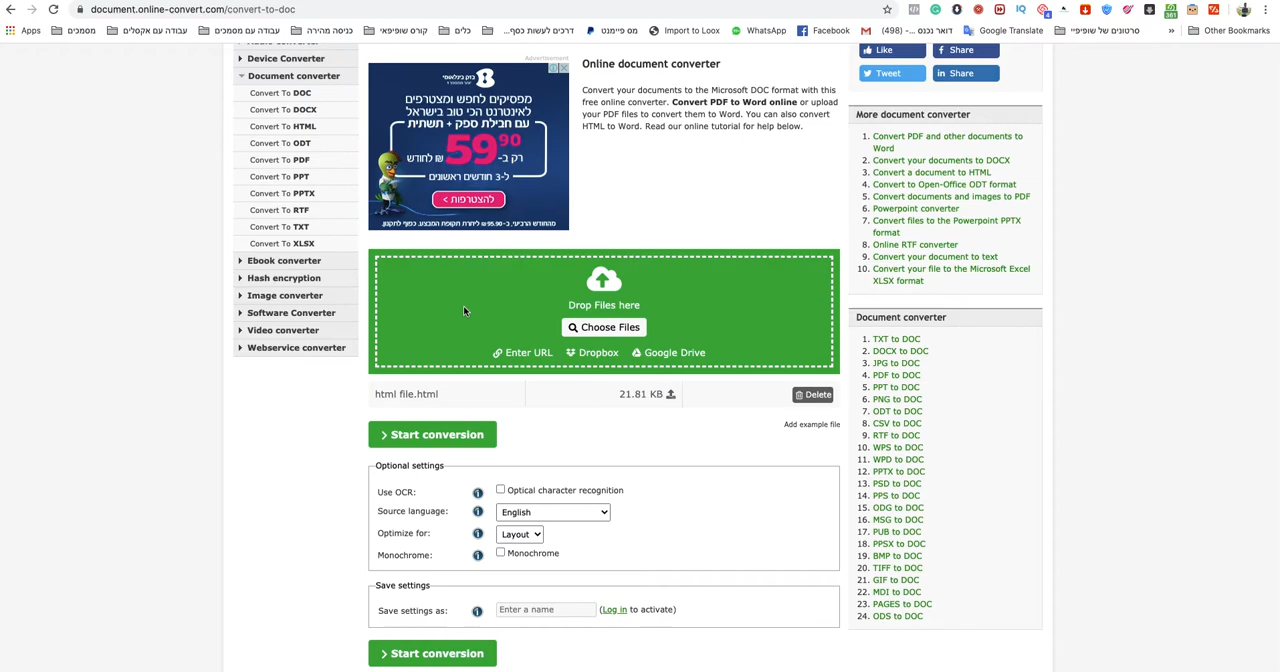 document.online-convert.com/convert-to-doc
Apps
מסמכים
עבודה עם אקסלים
עבודה עם מסמכים
כניסה מהירה
קורס שופיפאי
כלים
דרכים לעשות כסף...
מס פיימנט
Import to Loox
WhatsApp
Facebook
דואר נכנס - (498)
Google Translate
סרטונים של שופיפיי
»
Other Bookmarks
4
361
Device Converter
Document converter
Convert To DOC
Convert To DOCX
Convert To HTML
Convert To ODT
Convert To PDF
Convert To PPT
Convert To PPTX
Convert To RTF
Convert To TXT
Convert To XLSX
Ebook converter
Hash encryption
Image converter
Software Converter
Video converter
Webservice converter
Advertisement
בזק בינלאומי
מפסיקים לחפש ומצטרפים
לאינטרנט הכי טוב בישראל
עם חבילת ספק + תשתית
רק ב- 59.90 ₪ לחודש
ל-3 חודשים ראשונים
להצטרפות >
Online document converter
Convert your documents to the Microsoft DOC format with this
free online converter. Convert PDF to Word online or upload
your PDF files to convert them to Word. You can also convert
HTML to Word. Read our online tutorial for help below.
Drop Files here
Choose Files
Enter URL
Dropbox
Google Drive
html file.html
21.81 KB
Delete
> Start conversion
Add example file
Optional settings
Use OCR:
Optical character recognition
Source language:
English
Optimize for:
Layout
Monochrome:
Monochrome
Save settings
Save settings as:
Enter a name
(Log in to activate)
> Start conversion
Like
Share
Tweet
Share
More document converter
1. Convert PDF and other documents to
Word
2. Convert your documents to DOCX
3. Convert a document to HTML
4. Convert to Open-Office ODT format
5. Convert documents and images to PDF
6. Powerpoint converter
7. Convert files to the Powerpoint PPTX
format
8. Online RTF converter
9. Convert your document to text
10. Convert your file to the Microsoft Excel
XLSX format
Document converter
1. TXT to DOC
2. DOCX to DOC
3. JPG to DOC
4. PDF to DOC
5. PPT to DOC
6. PNG to DOC
7. ODT to DOC
8. CSV to DOC
9. RTF to DOC
10. WPS to DOC
11. WPD to DOC
12. PPTX to DOC
13. PSD to DOC
14. PPS to DOC
15. ODG to DOC
16. MSG to DOC
17. PUB to DOC
18. PPSX to DOC
19. BMP to DOC
20. TIFF to DOC
21. GIF to DOC
22. MDI to DOC
23. PAGES to DOC
24. ODS to DOC